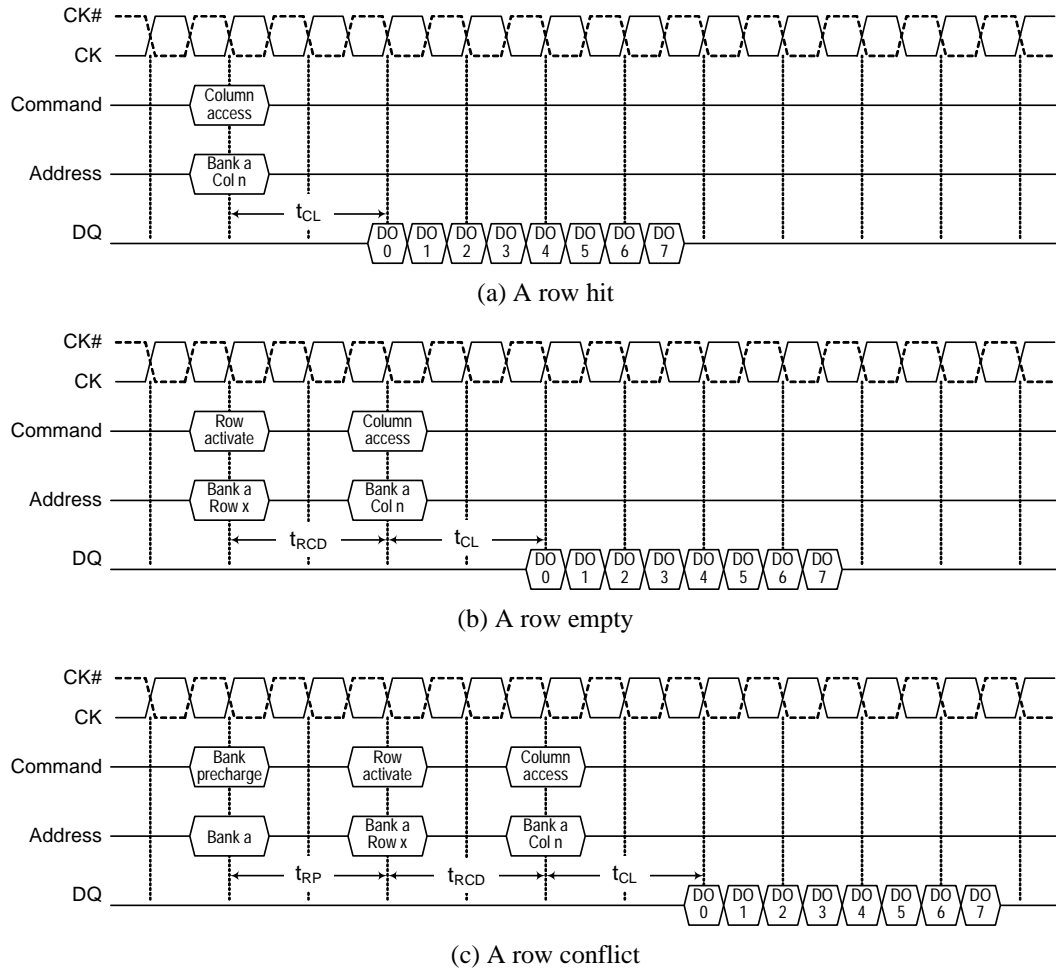 CK#
CK
Command
Column
access
Address
Bank a
Col n
tCL
DQ
DO DO DO DO DO DO DO DO
0 1 2 3 4 5 6 7
(a) A row hit
CK#
CK
Command
Row
activate
Column
access
Address
Bank a
Row x
Bank a
Col n
tRCD
tCL
DQ
DO DO DO DO DO DO DO DO
0 1 2 3 4 5 6 7
(b) A row empty
CK#
CK
Command
Bank
precharge
Row
activate
Column
access
Address
Bank a
Bank a
Row x
Bank a
Col n
tRP
tRCD
tCL
DQ
DO DO DO DO DO DO DO DO
0 1 2 3 4 5 6 7
(c) A row conflict